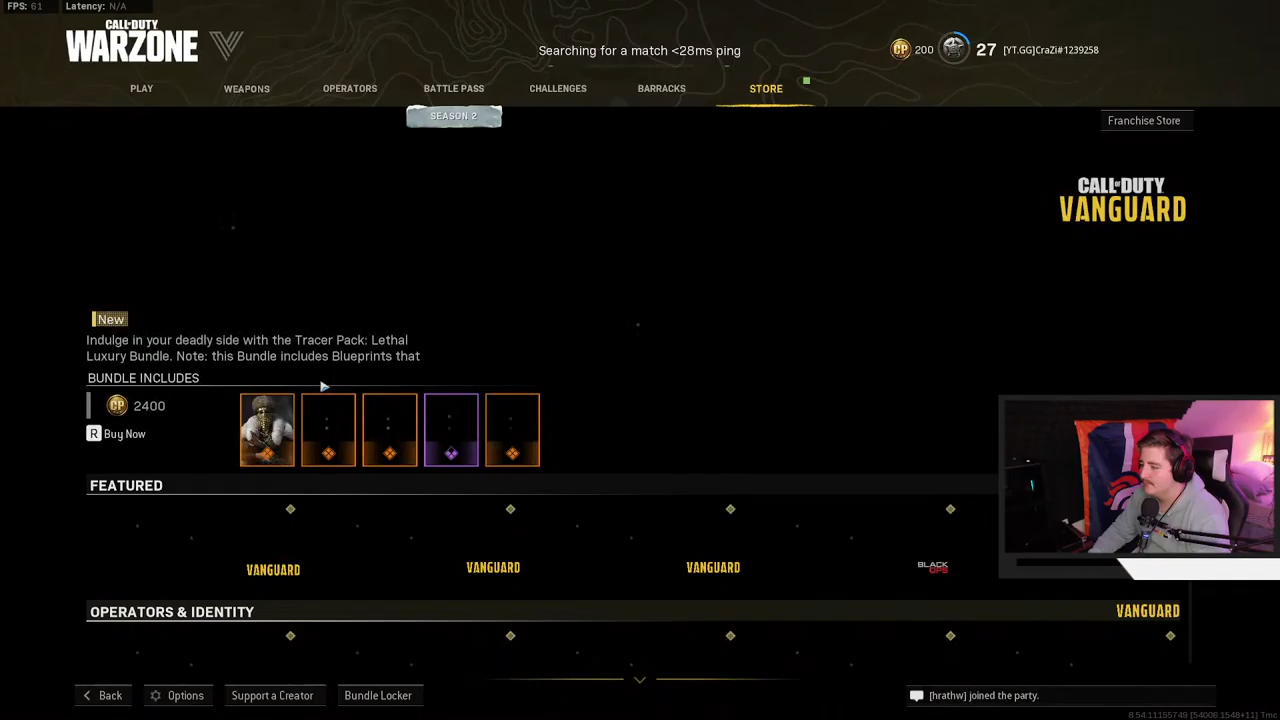 FPS: 61 Latency: N/A
CALL OF DUTY
WARZONE
Searching for a match <28ms ping
200
27
[YT.GG]CraZi#1239258
PLAY
WEAPONS
OPERATORS
BATTLE PASS
CHALLENGES
BARRACKS
STORE
SEASON 2
Franchise Store
CALL OF DUTY
VANGUARD
New
Indulge in your deadly side with the Tracer Pack: Lethal
Luxury Bundle. Note: this Bundle includes Blueprints that
BUNDLE INCLUDES
CP 2400
R Buy Now
FEATURED
VANGUARD
VANGUARD
VANGUARD
BLACK OPS
OPERATORS & IDENTITY
VANGUARD
Back
Options
Support a Creator
Bundle Locker
[hrathw] joined the party.